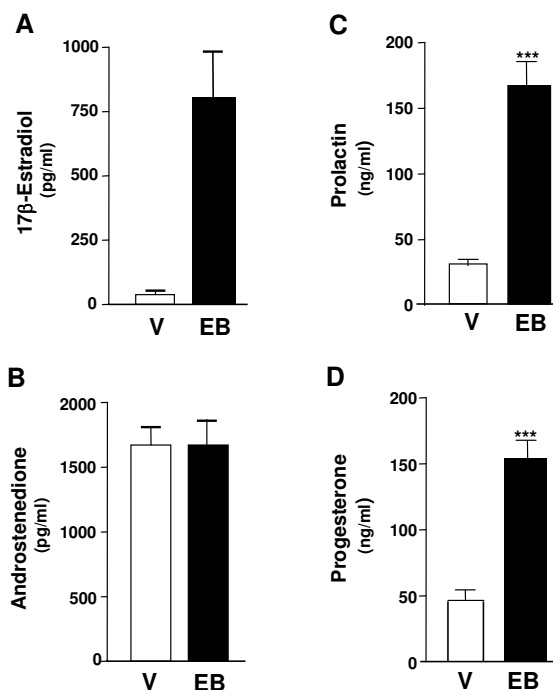 A
17β-Estradiol
(pg/ml)
1000
750
500
250
0
V EB
C
Prolactin
(ng/ml)
200
150
100
50
0
***
V EB
B
Androstenedione
(pg/ml)
2000
1500
1000
500
0
V EB
D
Progesterone
(ng/ml)
200
150
100
50
0
***
V EB